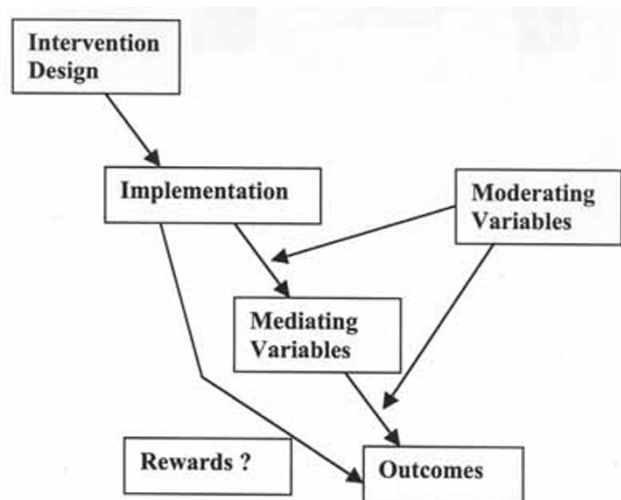 Intervention
Design
Implementation
Moderating
Variables
Mediating
Variables
Rewards ?
Outcomes